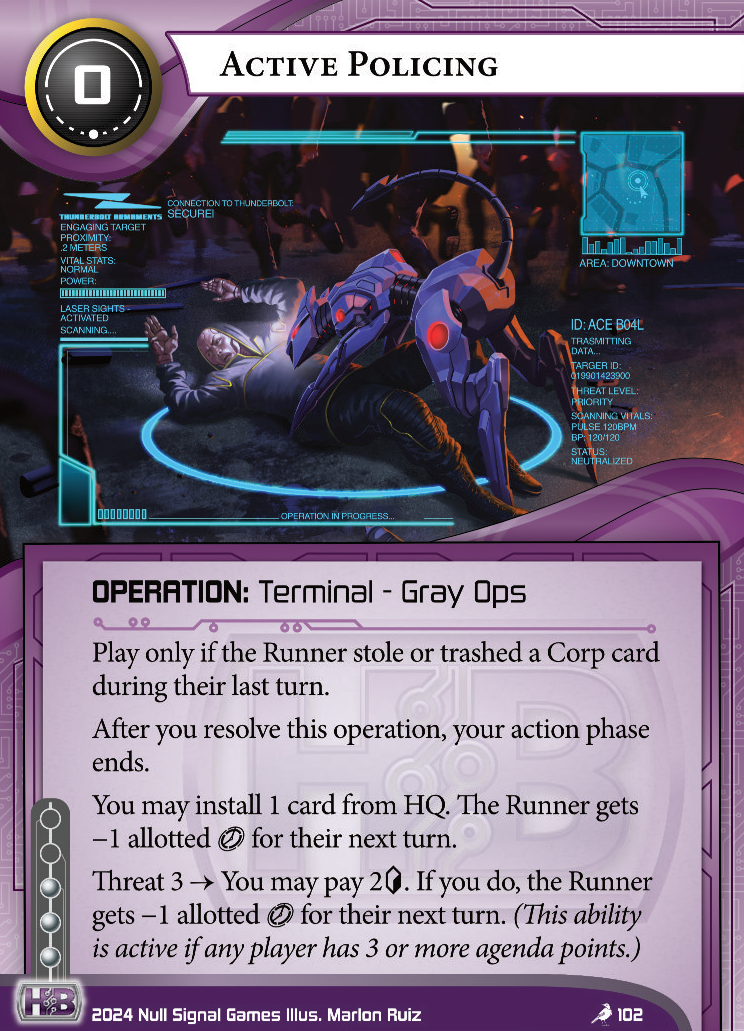 0
ACTIVE POLICING
THUNDERBOLT ARMAMENTS
ENGAGING TARGET
PROXIMITY:
.2 METERS
VITAL STATS:
NORMAL
POWER:
LASER SIGHTS -
ACTIVATED
SCANNING....
CONNECTION TO THUNDERBOLT:
SECURE!
AREA: DOWNTOWN
ID: ACE B04L
TRASMITTING
DATA...
TARGER ID:
019901423900
THREAT LEVEL:
PRIORITY
SCANNING VITALS:
PULSE 120BPM
BP: 120/120
STATUS:
NEUTRALIZED
OPERATION IN PROGRESS...
OPERATION: Terminal - Gray Ops
Play only if the Runner stole or trashed a Corp card
during their last turn.
After you resolve this operation, your action phase
ends.
You may install 1 card from HQ. The Runner gets
−1 allotted for their next turn.
Threat 3 → You may pay 2. If you do, the Runner
gets −1 allotted for their next turn. (This ability
is active if any player has 3 or more agenda points.)
HB
2024 Null Signal Games Illus. Marlon Ruiz
102